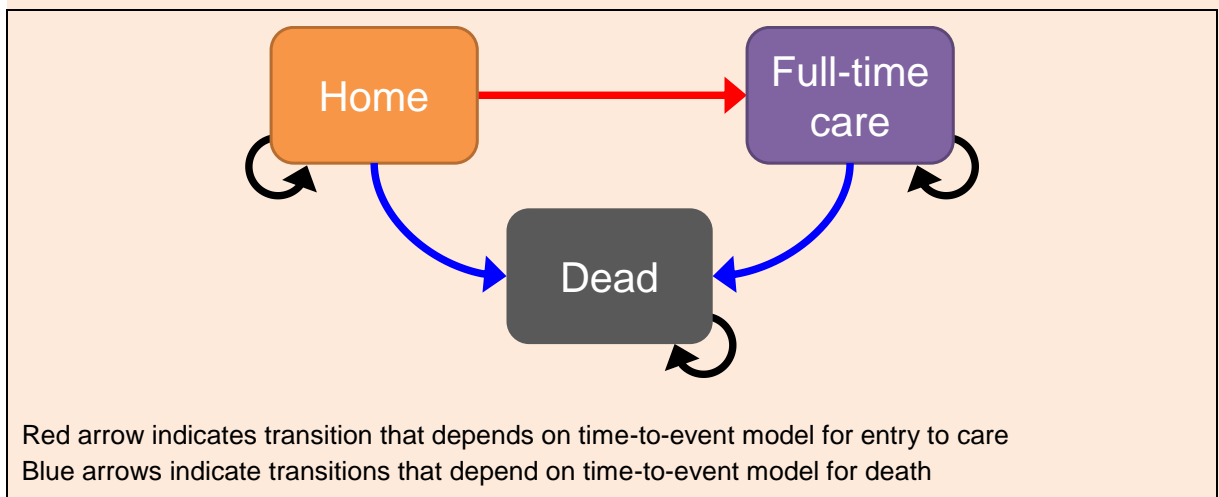 Home
Full-time
care
Dead
Red arrow indicates transition that depends on time-to-event model for entry to care
Blue arrows indicate transitions that depend on time-to-event model for death